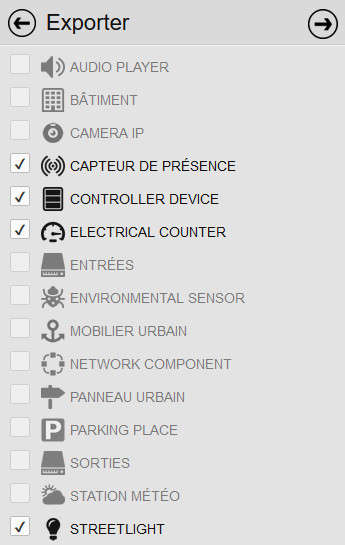 Exporter
AUDIO PLAYER
BÂTIMENT
CAMERA IP
CAPTEUR DE PRÉSENCE
CONTROLLER DEVICE
ELECTRICAL COUNTER
ENTRÉES
ENVIRONMENTAL SENSOR
MOBILIER URBAIN
NETWORK COMPONENT
PANNEAU URBAIN
P PARKING PLACE
SORTIES
STATION MÉTÉO
STREETLIGHT